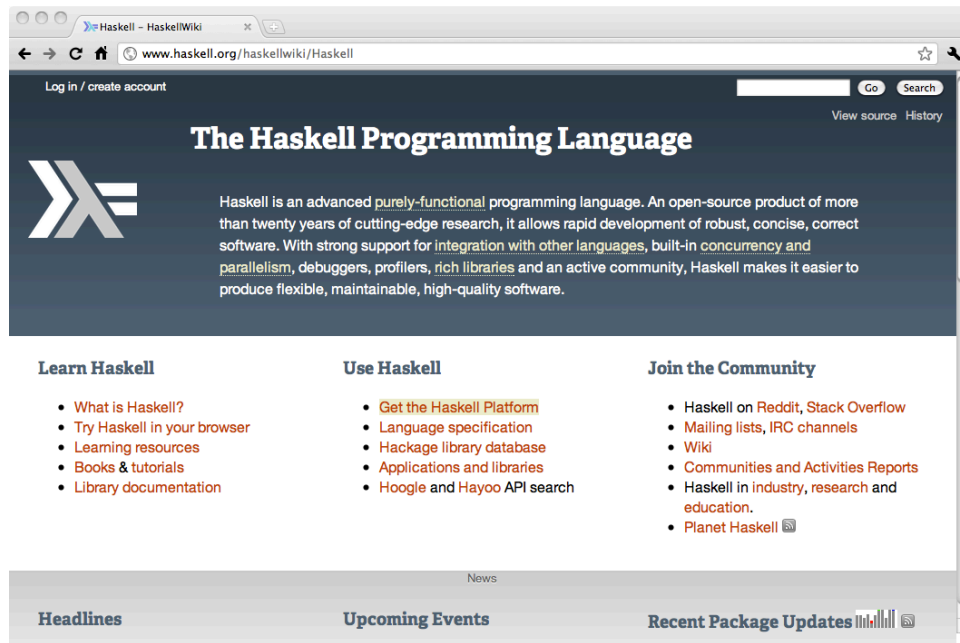 Haskell - HaskellWiki
www.haskell.org/haskellwiki/Haskell
Log in / create account
Go Search
View source History
The Haskell Programming Language
Haskell is an advanced purely-functional programming language. An open-source product of more
than twenty years of cutting-edge research, it allows rapid development of robust, concise, correct
software. With strong support for integration with other languages, built-in concurrency and
parallelism, debuggers, profilers, rich libraries and an active community, Haskell makes it easier to
produce flexible, maintainable, high-quality software.
Learn Haskell
What is Haskell?
Try Haskell in your browser
Learning resources
Books & tutorials
Library documentation
Use Haskell
Get the Haskell Platform
Language specification
Hackage library database
Applications and libraries
Hoogle and Hayoo API search
Join the Community
Haskell on Reddit, Stack Overflow
Mailing lists, IRC channels
Wiki
Communities and Activities Reports
Haskell in industry, research and
education.
Planet Haskell
News
Headlines
Upcoming Events
Recent Package Updates